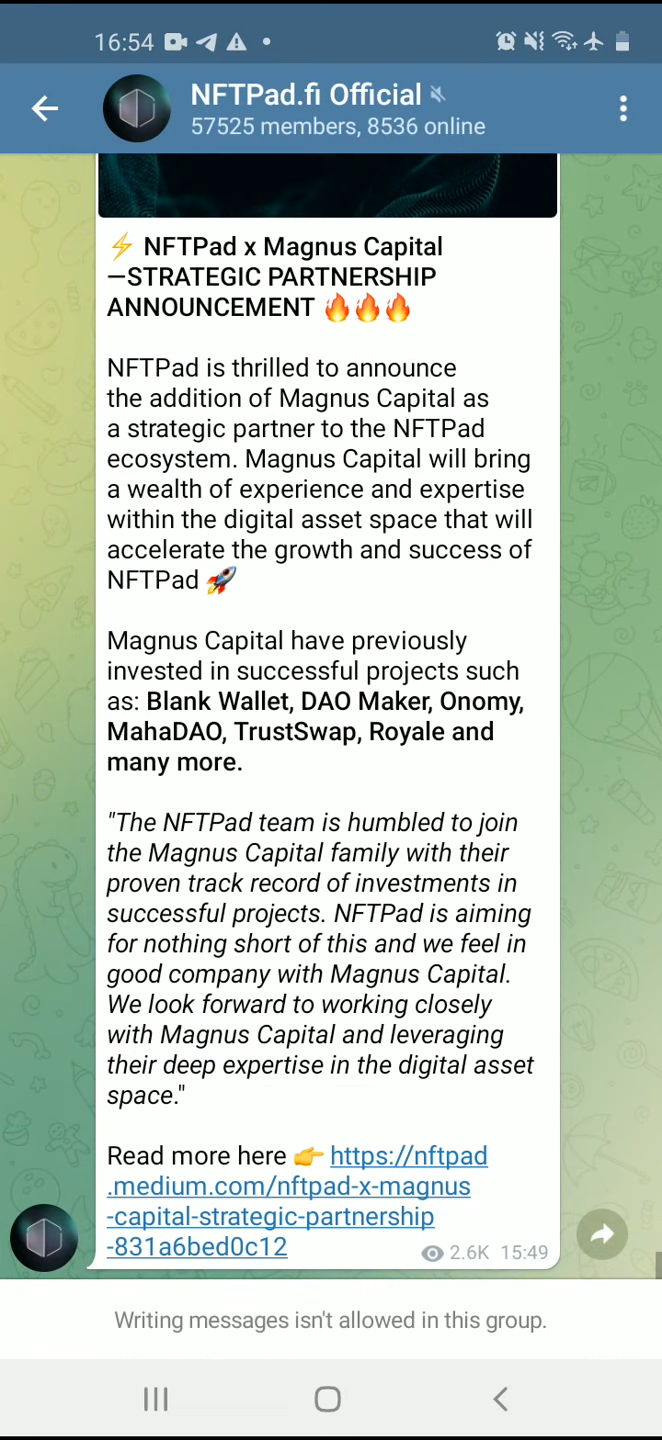 16:54
NFTPad.fi Official
57525 members, 8536 online
⚡ NFTPad x Magnus Capital
—STRATEGIC PARTNERSHIP
ANNOUNCEMENT 🔥🔥🔥
NFTPad is thrilled to announce
the addition of Magnus Capital as
a strategic partner to the NFTPad
ecosystem. Magnus Capital will bring
a wealth of experience and expertise
within the digital asset space that will
accelerate the growth and success of
NFTPad 🚀
Magnus Capital have previously
invested in successful projects such
as: Blank Wallet, DAO Maker, Onomy,
MahaDAO, TrustSwap, Royale and
many more.
"The NFTPad team is humbled to join
the Magnus Capital family with their
proven track record of investments in
successful projects. NFTPad is aiming
for nothing short of this and we feel in
good company with Magnus Capital.
We look forward to working closely
with Magnus Capital and leveraging
their deep expertise in the digital asset
space."
Read more here 👉 https://nftpad
.medium.com/nftpad-x-magnus
-capital-strategic-partnership
-831a6bed0c12
2.6K 15:49
Writing messages isn't allowed in this group.